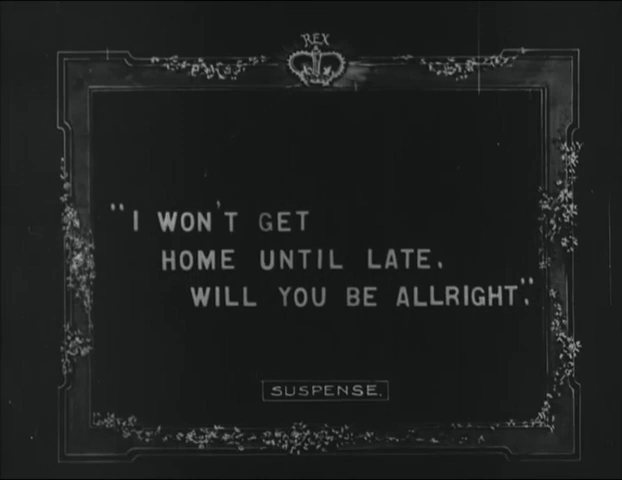 REX
"I WON'T GET
HOME UNTIL LATE.
WILL YOU BE ALLRIGHT".
SUSPENSE.